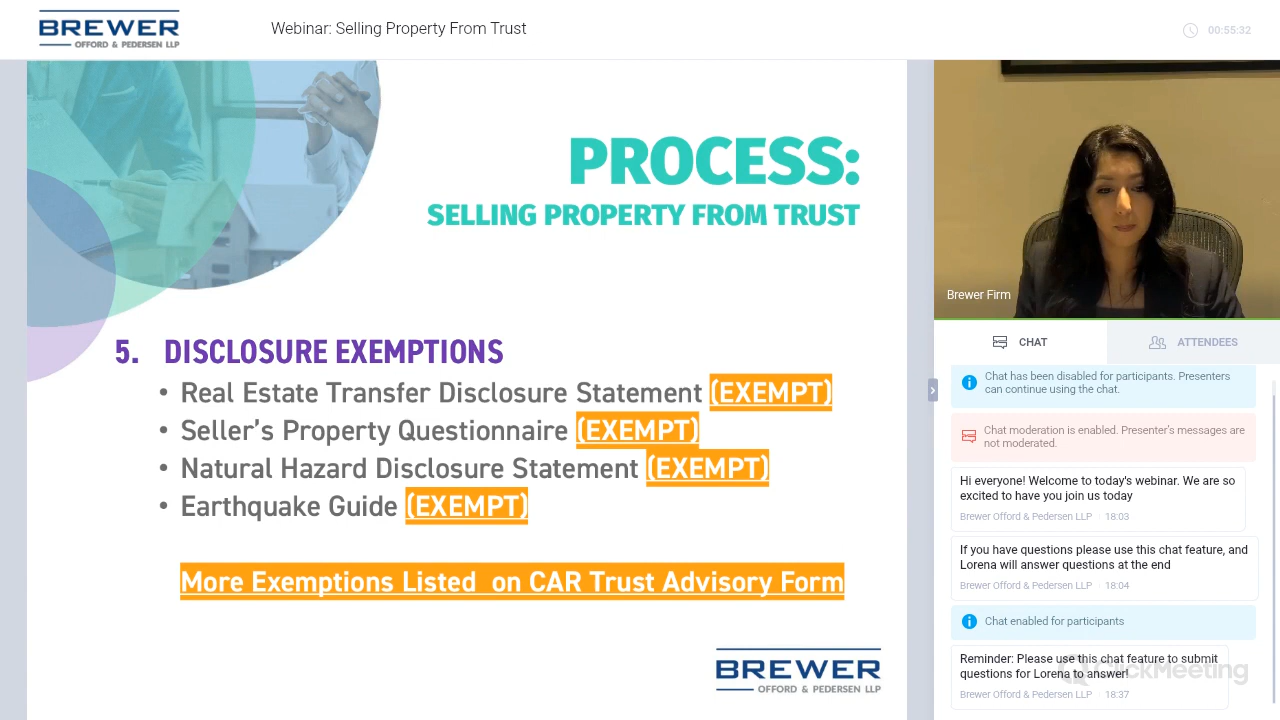 BREWER
OFFORD & PEDERSEN LLP
Webinar: Selling Property From Trust
00:55:32
PROCESS:
SELLING PROPERTY FROM TRUST
5. DISCLOSURE EXEMPTIONS
• Real Estate Transfer Disclosure Statement (EXEMPT)
• Seller's Property Questionnaire (EXEMPT)
• Natural Hazard Disclosure Statement (EXEMPT)
• Earthquake Guide (EXEMPT)
More Exemptions Listed on CAR Trust Advisory Form
BREWER
OFFORD & PEDERSEN LLP
Brewer Firm
CHAT
ATTENDEES
Chat has been disabled for participants. Presenters
can continue using the chat.
Chat moderation is enabled. Presenter's messages are
not moderated.
Hi everyone! Welcome to today's webinar. We are so
excited to have you join us today
Brewer Offord & Pedersen LLP · 18:03
If you have questions please use this chat feature, and
Lorena will answer questions at the end
Brewer Offord & Pedersen LLP · 18:04
Chat enabled for participants
Reminder: Please use this chat feature to submit
questions for Lorena to answer!
Brewer Offord & Pedersen LLP · 18:37
ClickMeeting